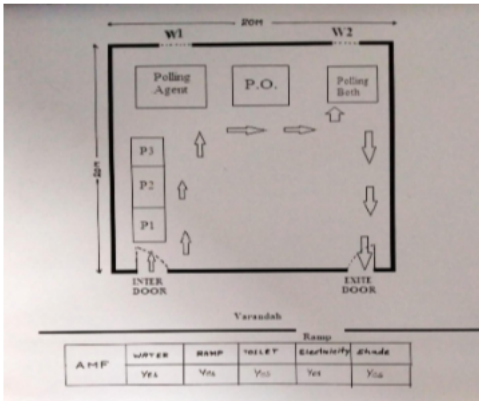 20M
W1 W2
Polling
Agent
P.O.
Polling
Both
20M
P3
P2
P1
INTER
DOOR
EXITE
DOOR
Varandah
Ramp
AMF WATER RAMP TOILET Electricity Shade
Yes Yes Yes Yes Yes